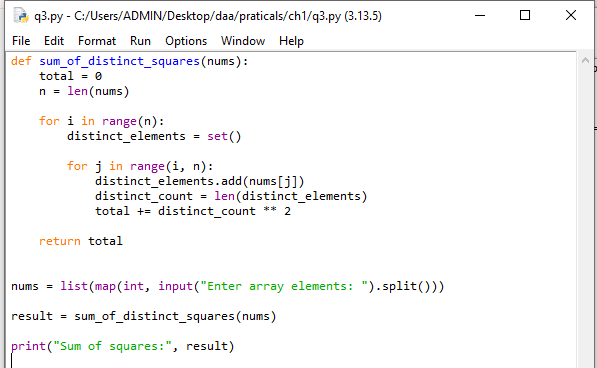 q3.py - C:/Users/ADMIN/Desktop/daa/praticals/ch1/q3.py (3.13.5)
File Edit Format Run Options Window Help
def sum_of_distinct_squares(nums):
    total = 0
    n = len(nums)

    for i in range(n):
        distinct_elements = set()

        for j in range(i, n):
            distinct_elements.add(nums[j])
            distinct_count = len(distinct_elements)
            total += distinct_count ** 2

    return total


nums = list(map(int, input("Enter array elements: ").split()))

result = sum_of_distinct_squares(nums)

print("Sum of squares:", result)